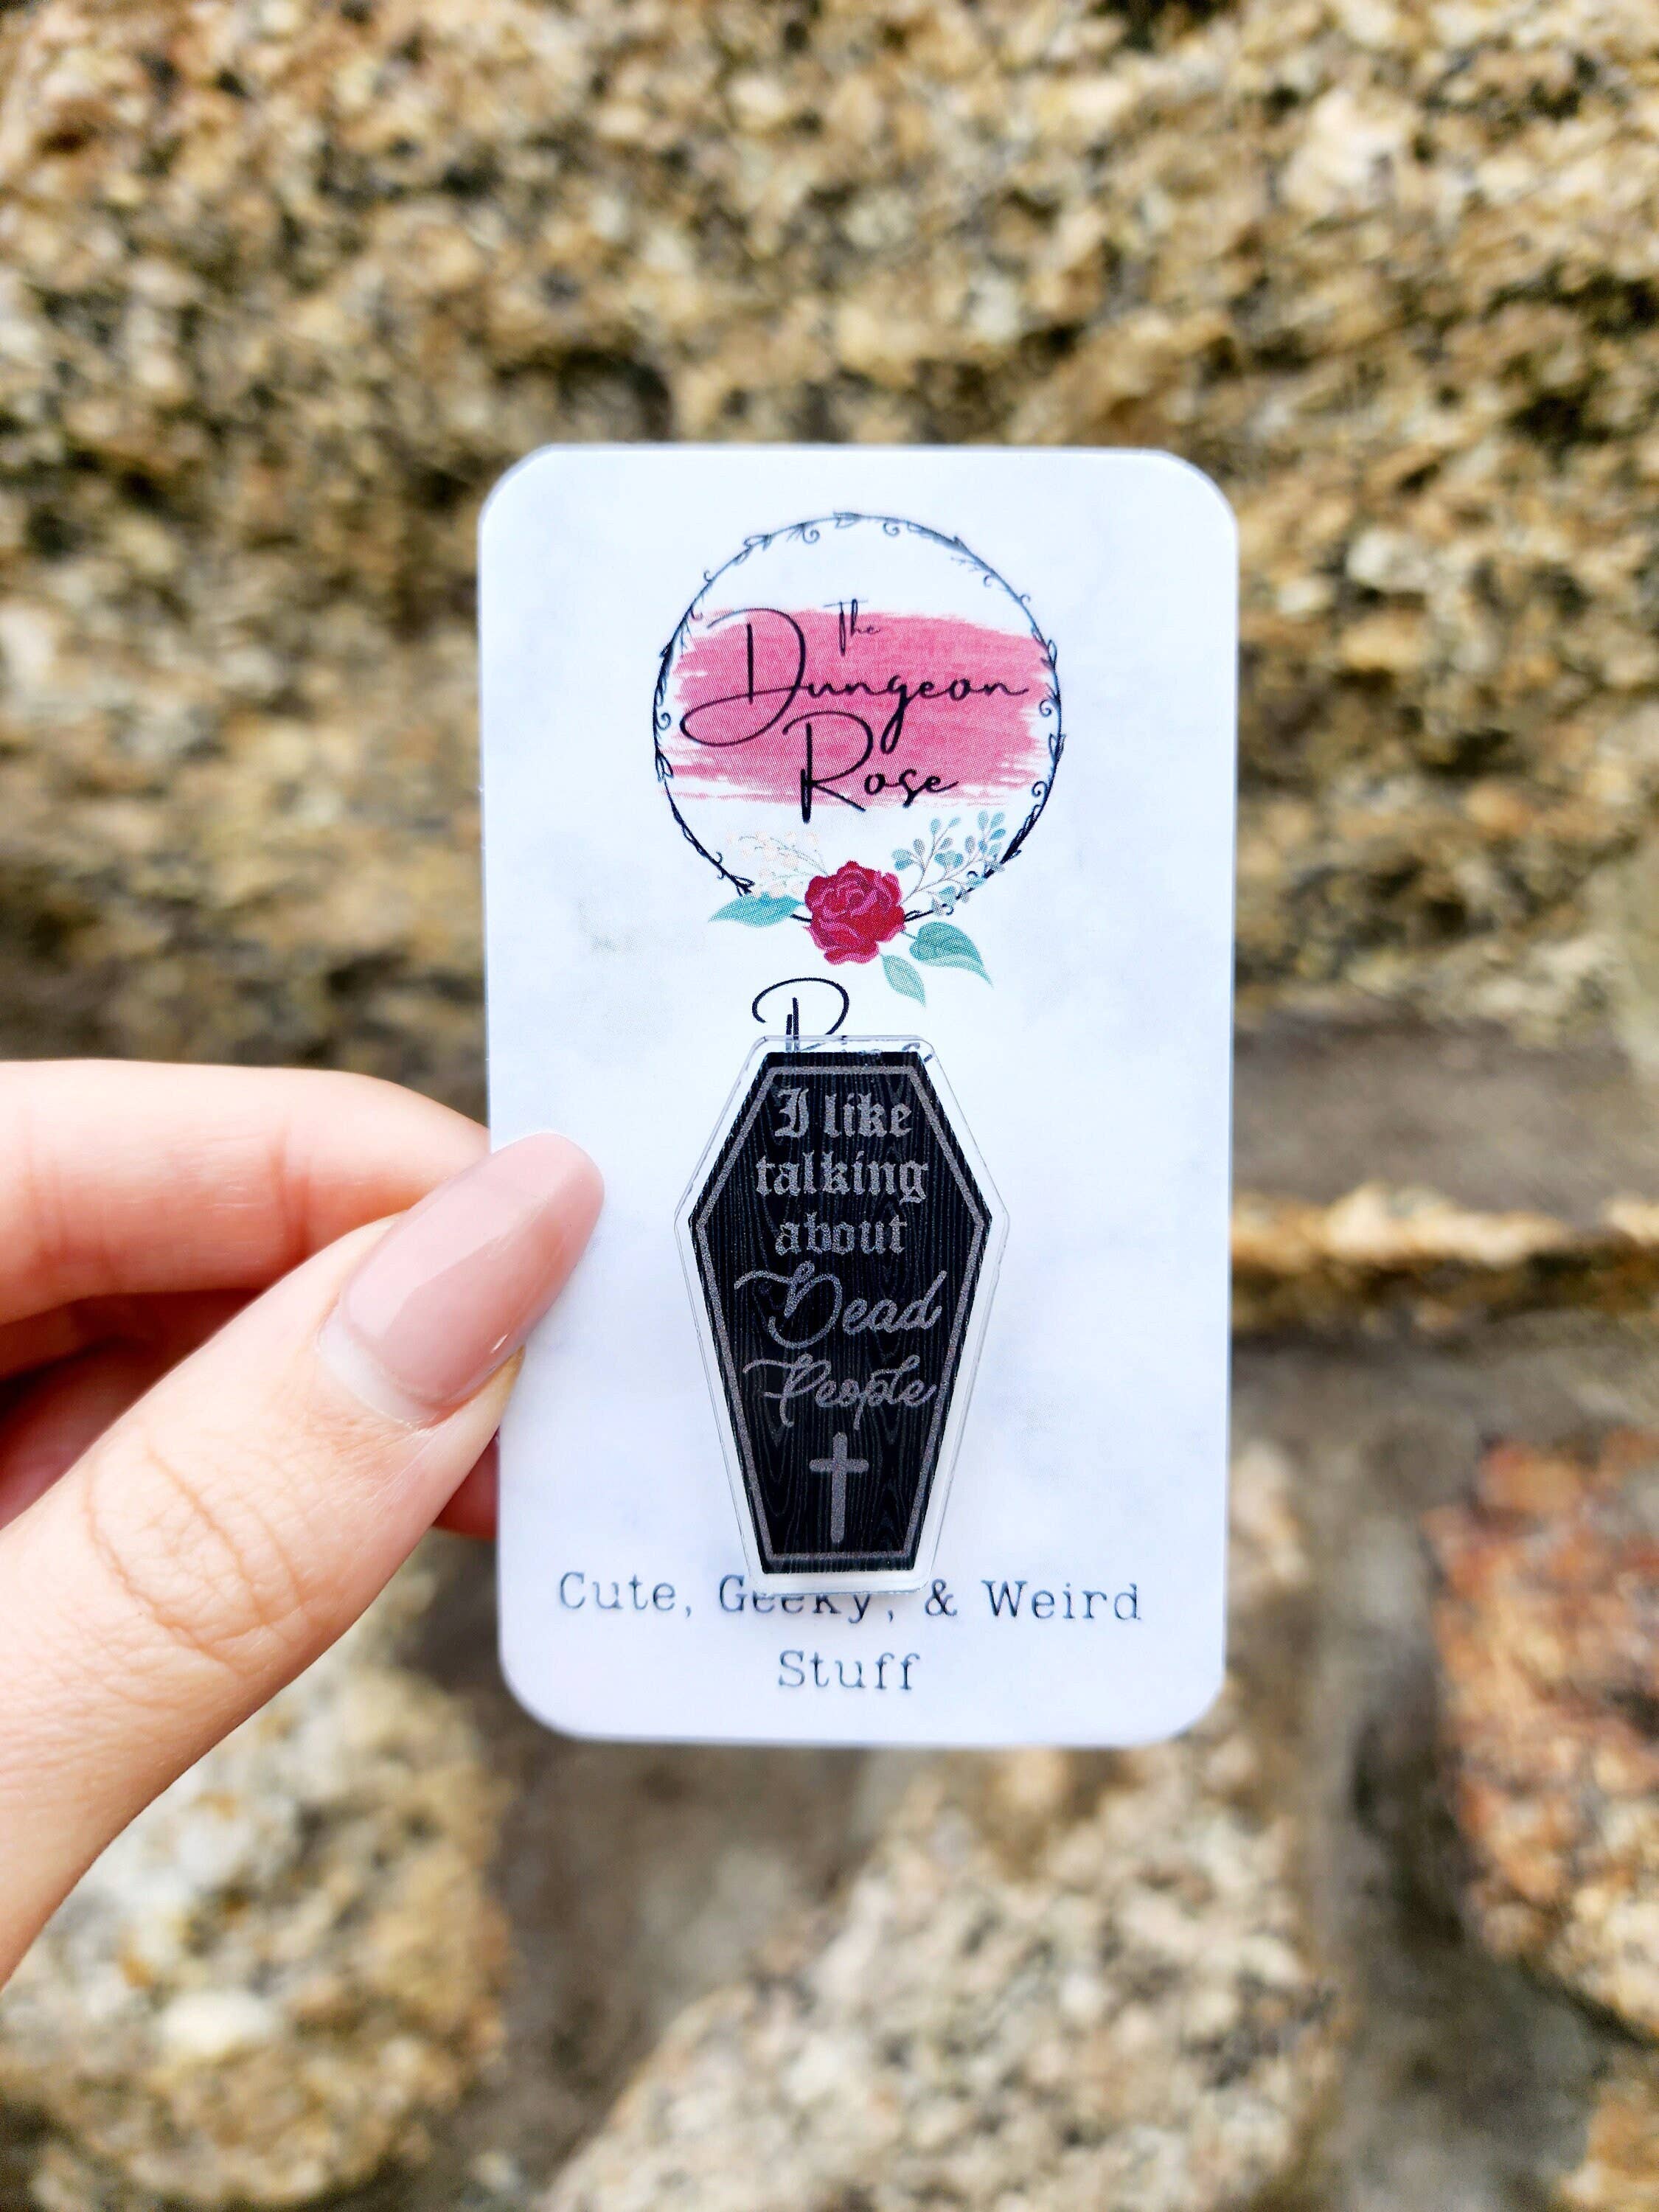 The
Dungeon
Rose
I like
talking
about
Dead
People
Cute, Geeky, & Weird
Stuff